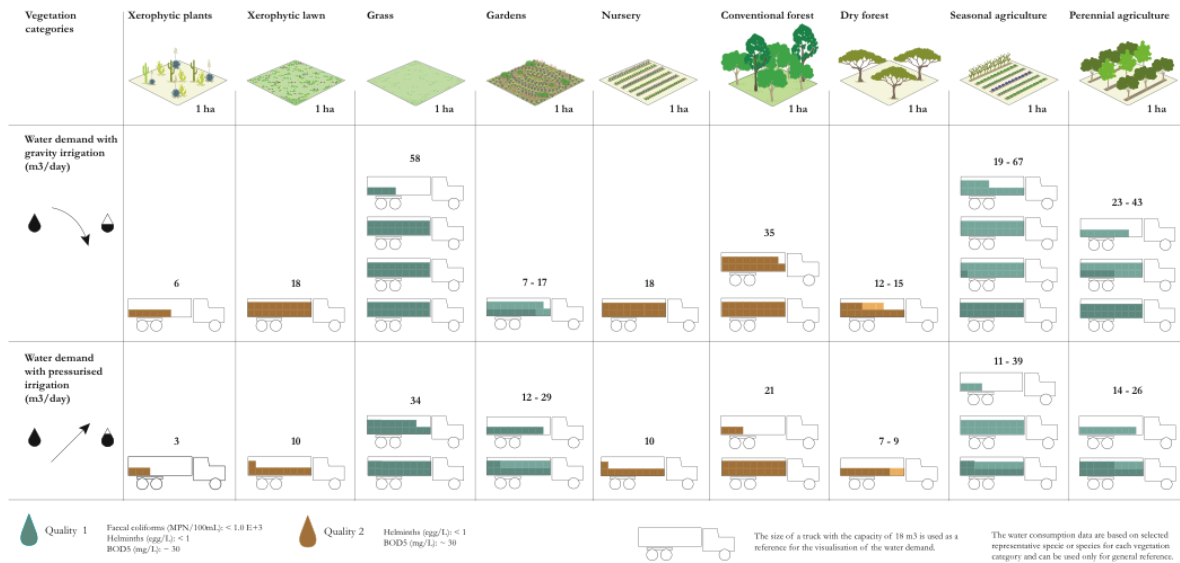 Vegetation
categories
Xerophytic plants
Xerophytic lawn
Grass
Gardens
Nursery
Conventional forest
Dry forest
Seasonal agriculture
Perennial agriculture
1 ha
1 ha
1 ha
1 ha
1 ha
1 ha
1 ha
1 ha
1 ha
Water demand with
gravity irrigation
(m3/day)
6
18
58
7 - 17
18
35
12 - 15
19 - 67
23 - 43
Water demand
with pressurised
irrigation
(m3/day)
3
10
34
12 - 29
10
21
7 - 9
11 - 39
14 - 26
Quality 1
Faecal coliforms (MPN/100mL): < 1.0 E+3
Helminths (egg/L): < 1
BOD5 (mg/L): ~ 30
Quality 2
Helminths (egg/L): < 1
BOD5 (mg/L): ~ 30
The size of a truck with the capacity of 18 m3 is used as a
reference for the visualisation of the water demand.
The water consumption data are based on selected
representative specie or species for each vegetation
category and can be used only for general reference.